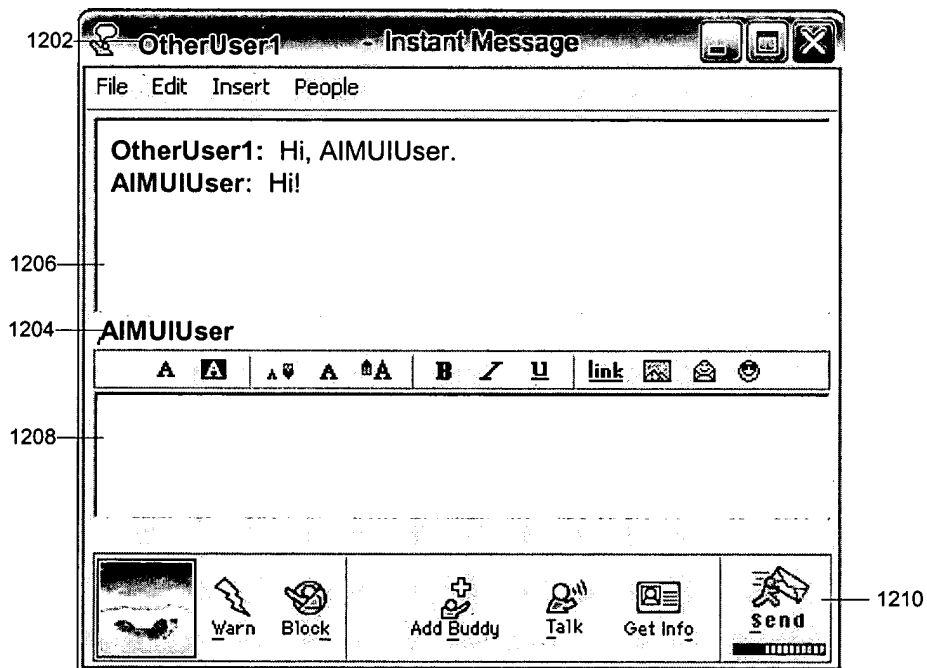 1202 OtherUser1 - Instant Message
File Edit Insert People
OtherUser1: Hi, AIMUIUser.
AIMUIUser: Hi!
1206
1204 AIMUIUser
A A A A A B I U link
1208
Warn Block Add Buddy Talk Get Info Send
1210